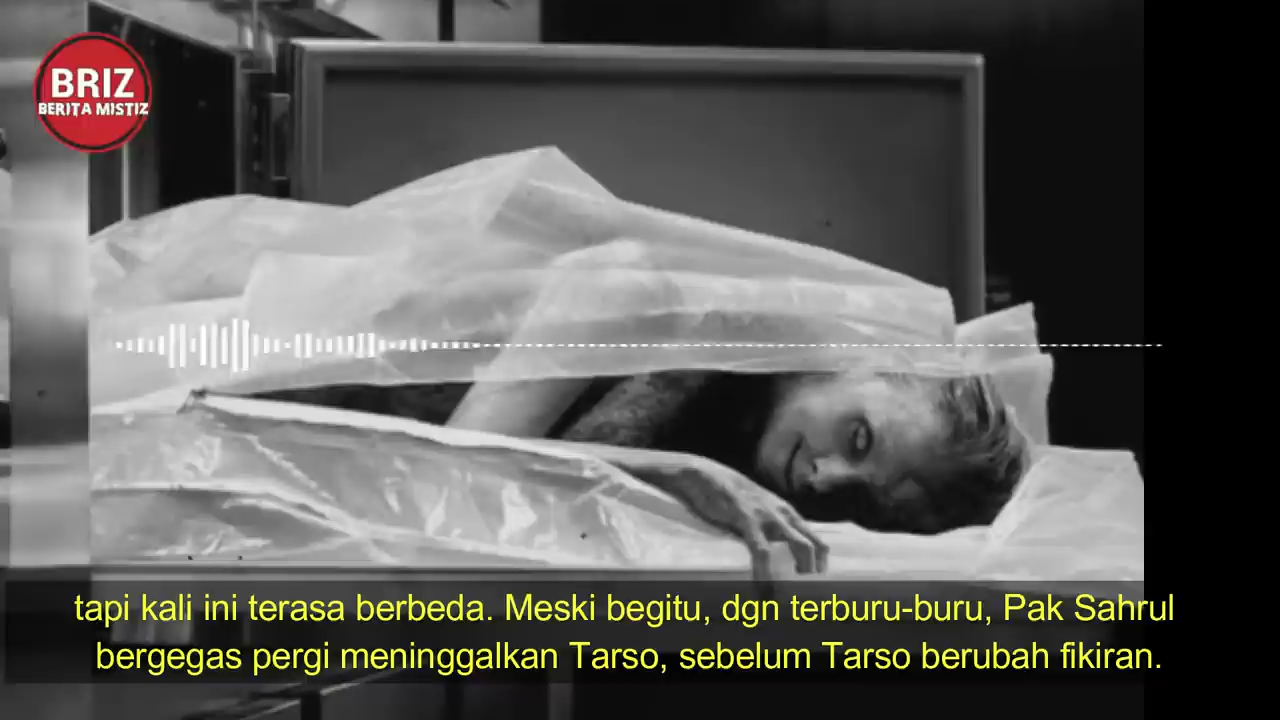 BRIZ
BERITA MISTIZ
tapi kali ini terasa berbeda. Meski begitu, dgn terburu-buru, Pak Sahrul
bergegas pergi meninggalkan Tarso, sebelum Tarso berubah fikiran.